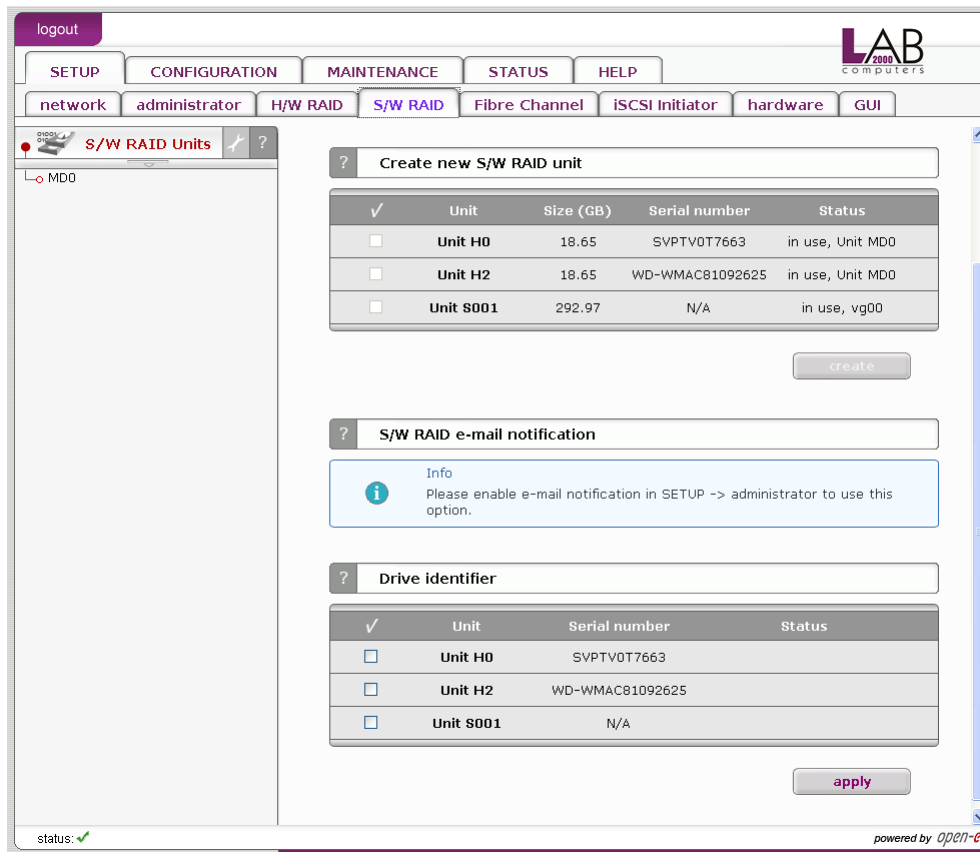 logout
LAB
2000
computers
SETUP CONFIGURATION MAINTENANCE STATUS HELP
network administrator H/W RAID S/W RAID Fibre Channel iSCSI Initiator hardware GUI
S/W RAID Units ?
MD0
? Create new S/W RAID unit
Unit Size (GB) Serial number Status
Unit H0 18.65 SVPTV0T7663 in use, Unit MD0
Unit H2 18.65 WD-WMAC81092625 in use, Unit MD0
Unit S001 292.97 N/A in use, vg00
create
? S/W RAID e-mail notification
Info
Please enable e-mail notification in SETUP -> administrator to use this
option.
? Drive identifier
Unit Serial number Status
Unit H0 SVPTV0T7663
Unit H2 WD-WMAC81092625
Unit S001 N/A
apply
status: powered by open-e